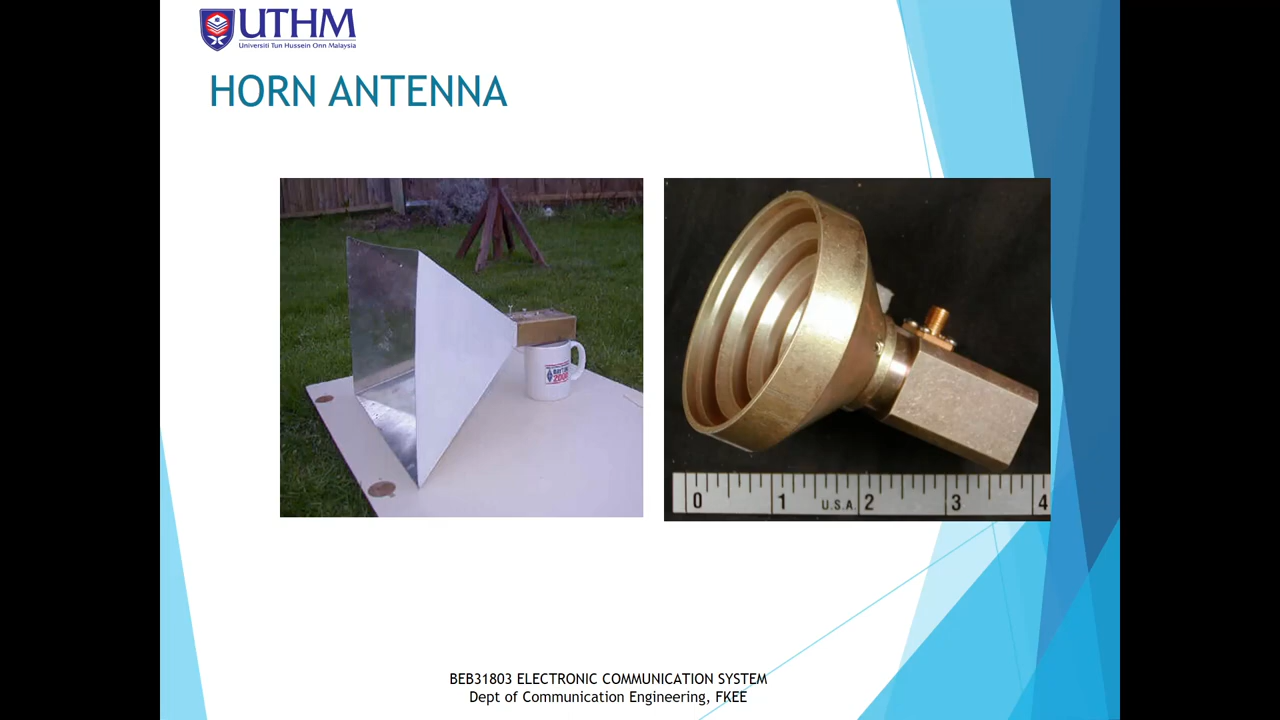 UTHM
Universiti Tun Hussein Onn Malaysia
HORN ANTENNA
0 1 U.S.A. 2 3 4
BEB31803 ELECTRONIC COMMUNICATION SYSTEM
Dept of Communication Engineering, FKEE